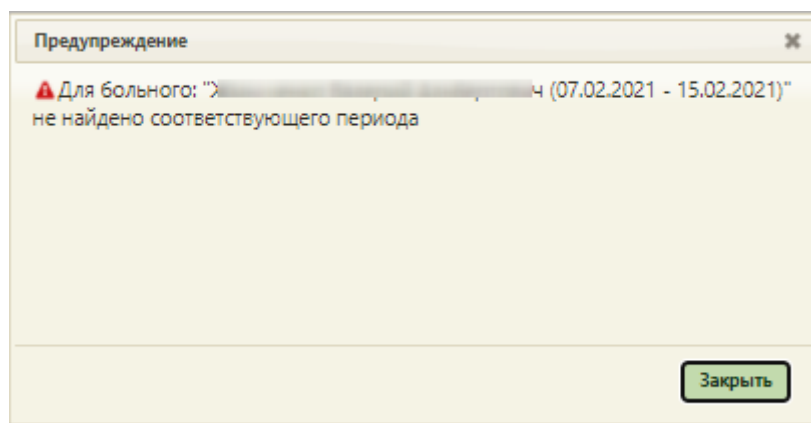 Предупреждение
Для больного: "Х ч (07.02.2021 - 15.02.2021)"
не найдено соответствующего периода
Закрыть